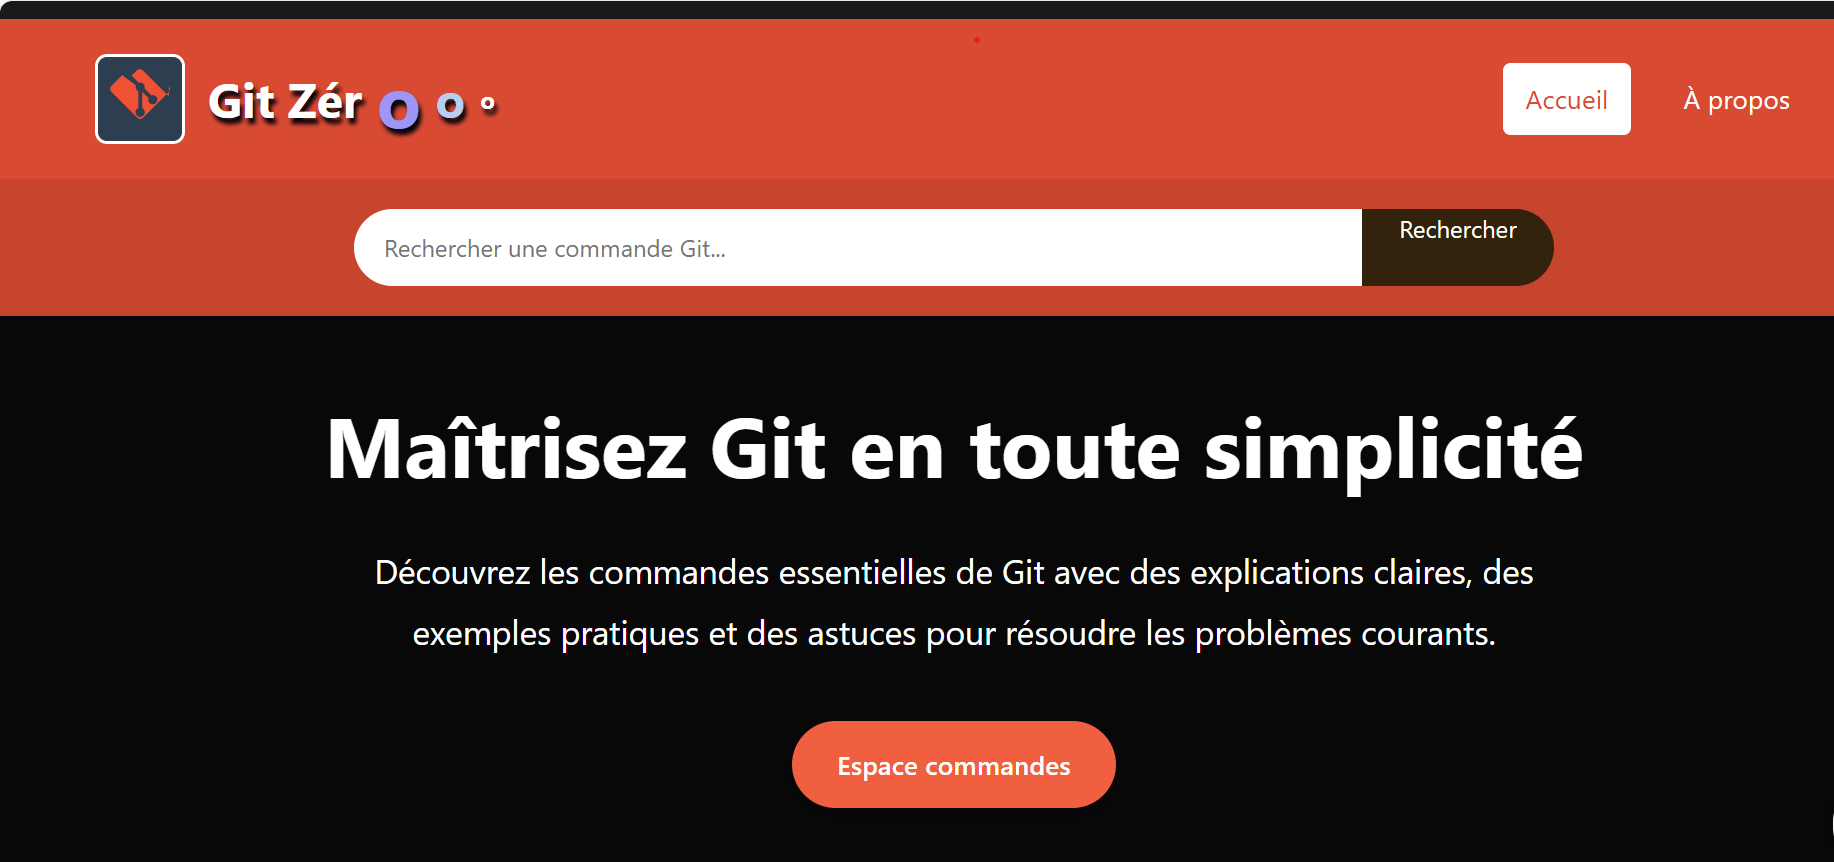 Git Zér o o o
Accueil
À propos
Rechercher une commande Git...
Rechercher
Maîtrisez Git en toute simplicité
Découvrez les commandes essentielles de Git avec des explications claires, des
exemples pratiques et des astuces pour résoudre les problèmes courants.
Espace commandes